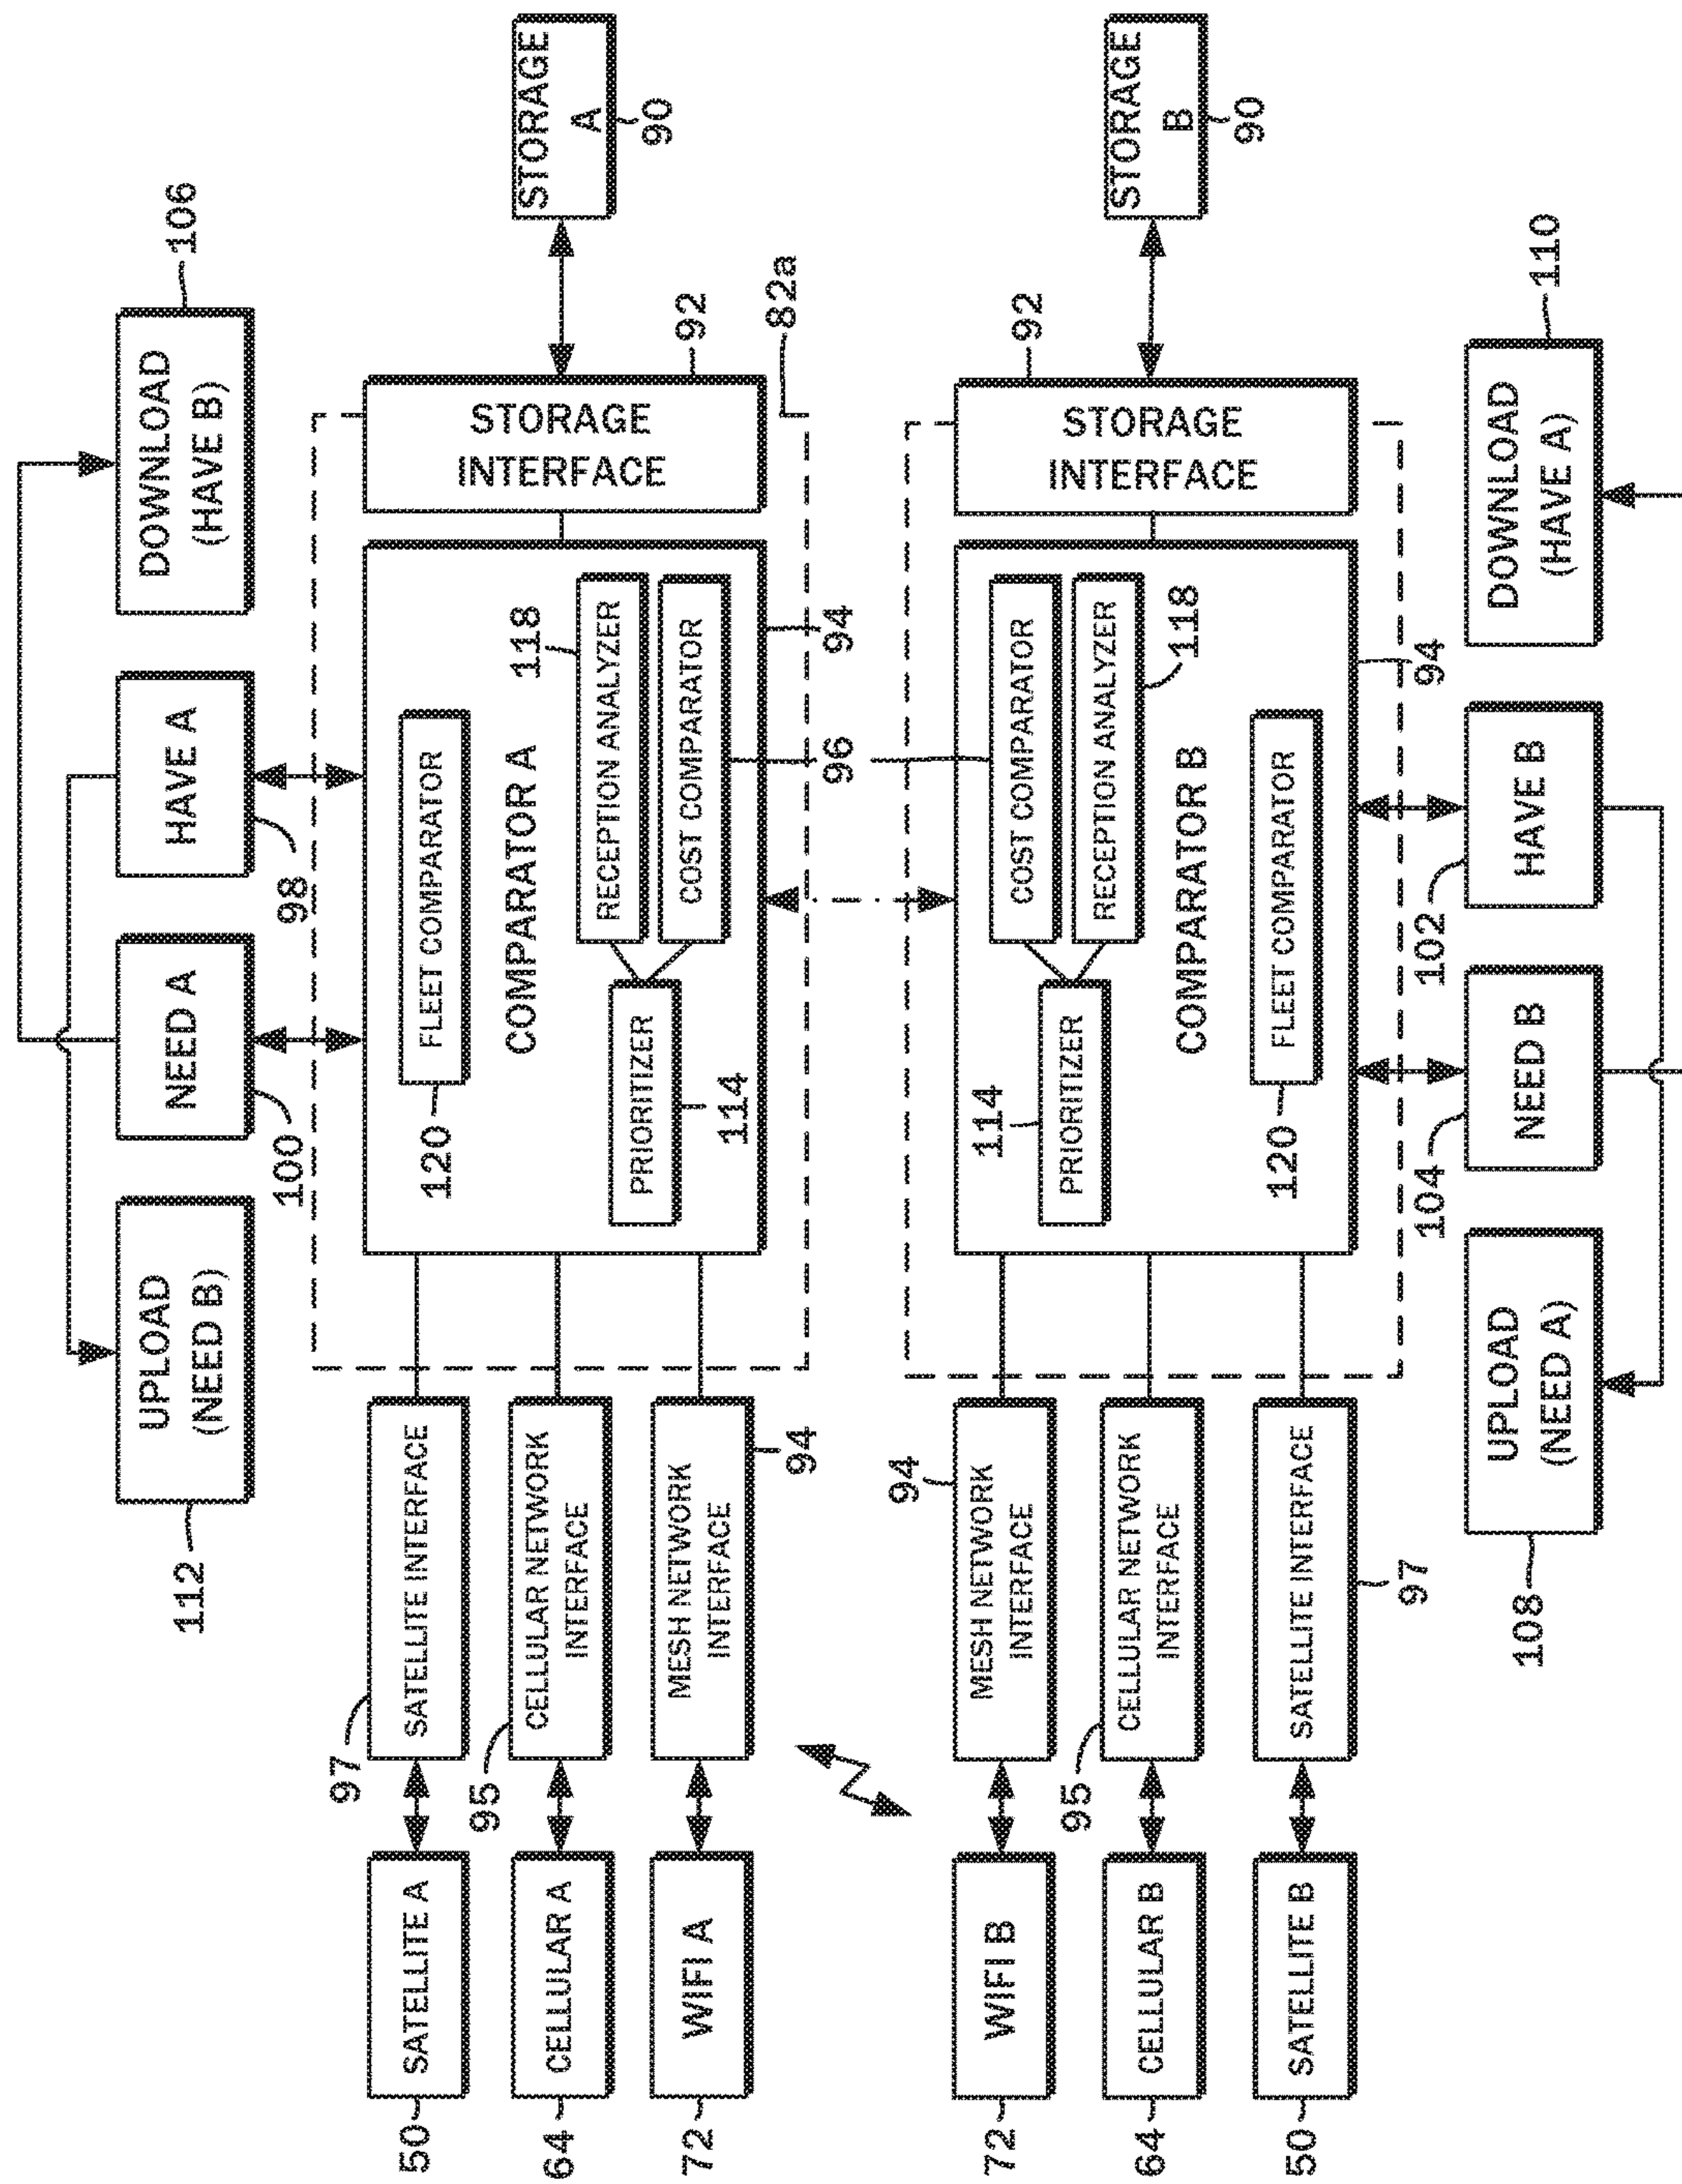 112
UPLOAD
(NEED B)
100
NEED A
98
HAVE A
106
DOWNLOAD
(HAVE B)
50
SATELLITE A
97
SATELLITE INTERFACE
64
CELLULAR A
95
CELLULAR NETWORK
INTERFACE
72
WIFI A
MESH NETWORK
INTERFACE
94
120
FLEET COMPARATOR
COMPARATOR A
118
RECEPTION ANALYZER
COST COMPARATOR
PRIORITIZER
114
94
96
STORAGE
INTERFACE
92
82a
STORAGE
A
90
72
WIFI B
94
MESH NETWORK
INTERFACE
64
CELLULAR B
95
CELLULAR NETWORK
INTERFACE
50
SATELLITE B
SATELLITE INTERFACE
97
114
PRIORITIZER
COST COMPARATOR
RECEPTION ANALYZER
118
COMPARATOR B
120
FLEET COMPARATOR
94
92
STORAGE
INTERFACE
STORAGE
B
90
108
UPLOAD
(NEED A)
104
NEED B
102
HAVE B
110
DOWNLOAD
(HAVE A)